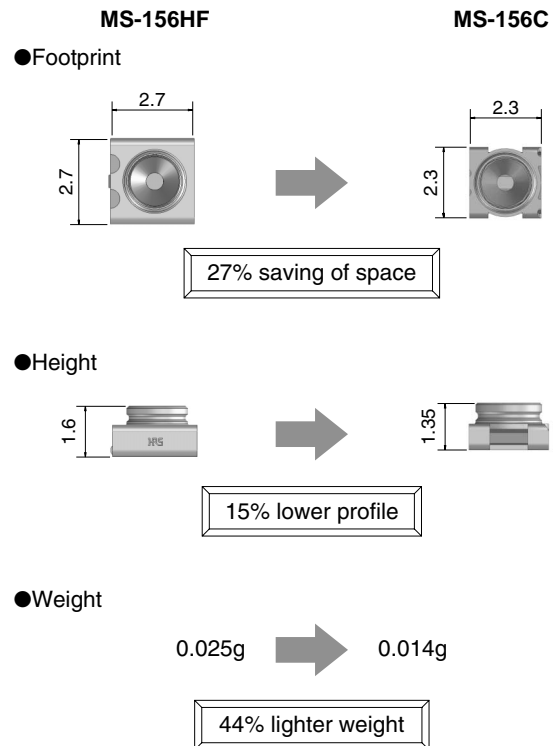 MS-156HF MS-156C
●Footprint
2.7
2.3
2.7
2.3
27% saving of space
●Height
1.6
HRS
1.35
15% lower profile
●Weight
0.025g 0.014g
44% lighter weight